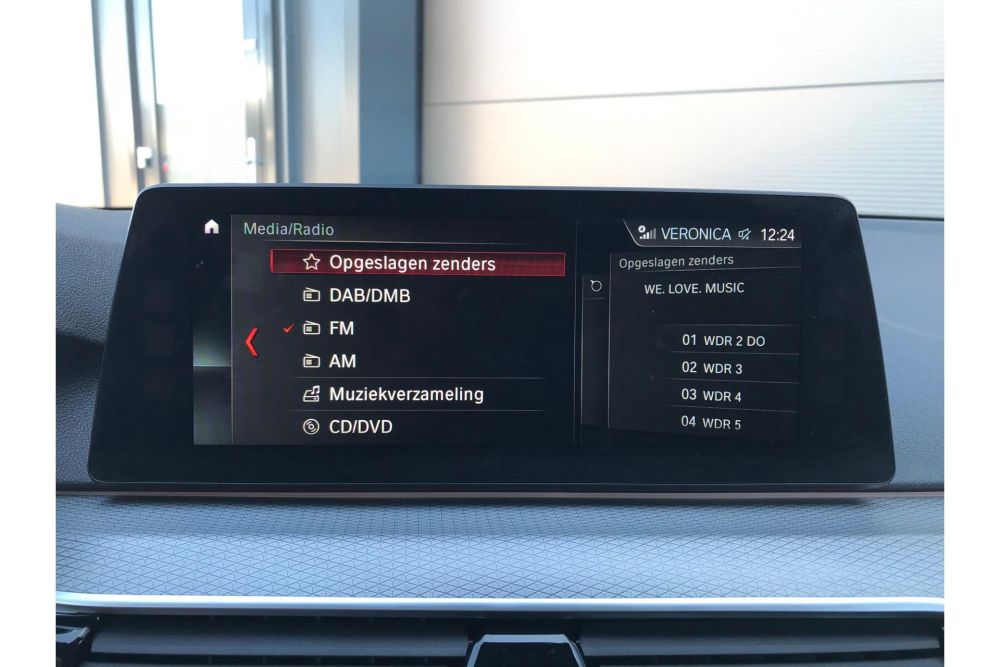 Media/Radio
Opgeslagen zenders
DAB/DMB
FM
AM
Muziekverzameling
CD/DVD
VERONICA 12:24
Opgeslagen zenders
WE. LOVE. MUSIC
01 WDR 2 DO
02 WDR 3
03 WDR 4
04 WDR 5